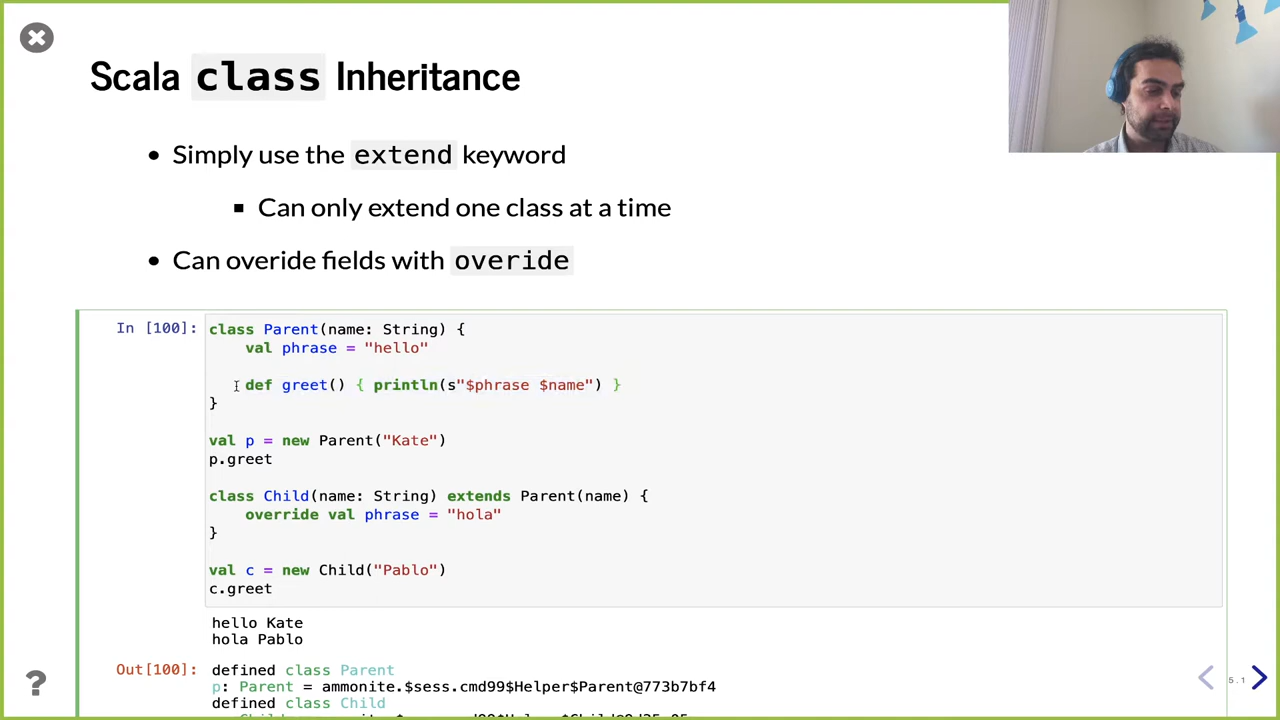 Scala class Inheritance
Simply use the extend keyword
Can only extend one class at a time
Can overide fields with overide
In [100]:
class Parent(name: String) {
val phrase = "hello"
def greet() { println(s"$phrase $name") }
}
val p = new Parent("Kate")
p.greet
class Child(name: String) extends Parent(name) {
override val phrase = "hola"
}
val c = new Child("Pablo")
c.greet
hello Kate
hola Pablo
Out[100]:
defined class Parent
p: Parent = ammonite.$sess.cmd99$Helper$Parent@773b7bf4
defined class Child
?
5.1